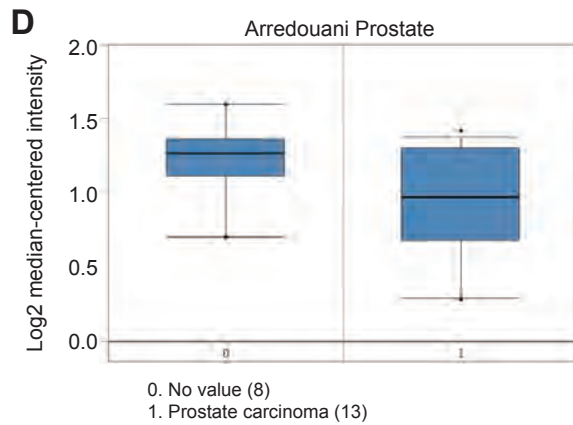 D
Arredouani Prostate
Log2 median-centered intensity
2.0
1.5
1.0
0.5
0.0
0 1
0. No value (8)
1. Prostate carcinoma (13)